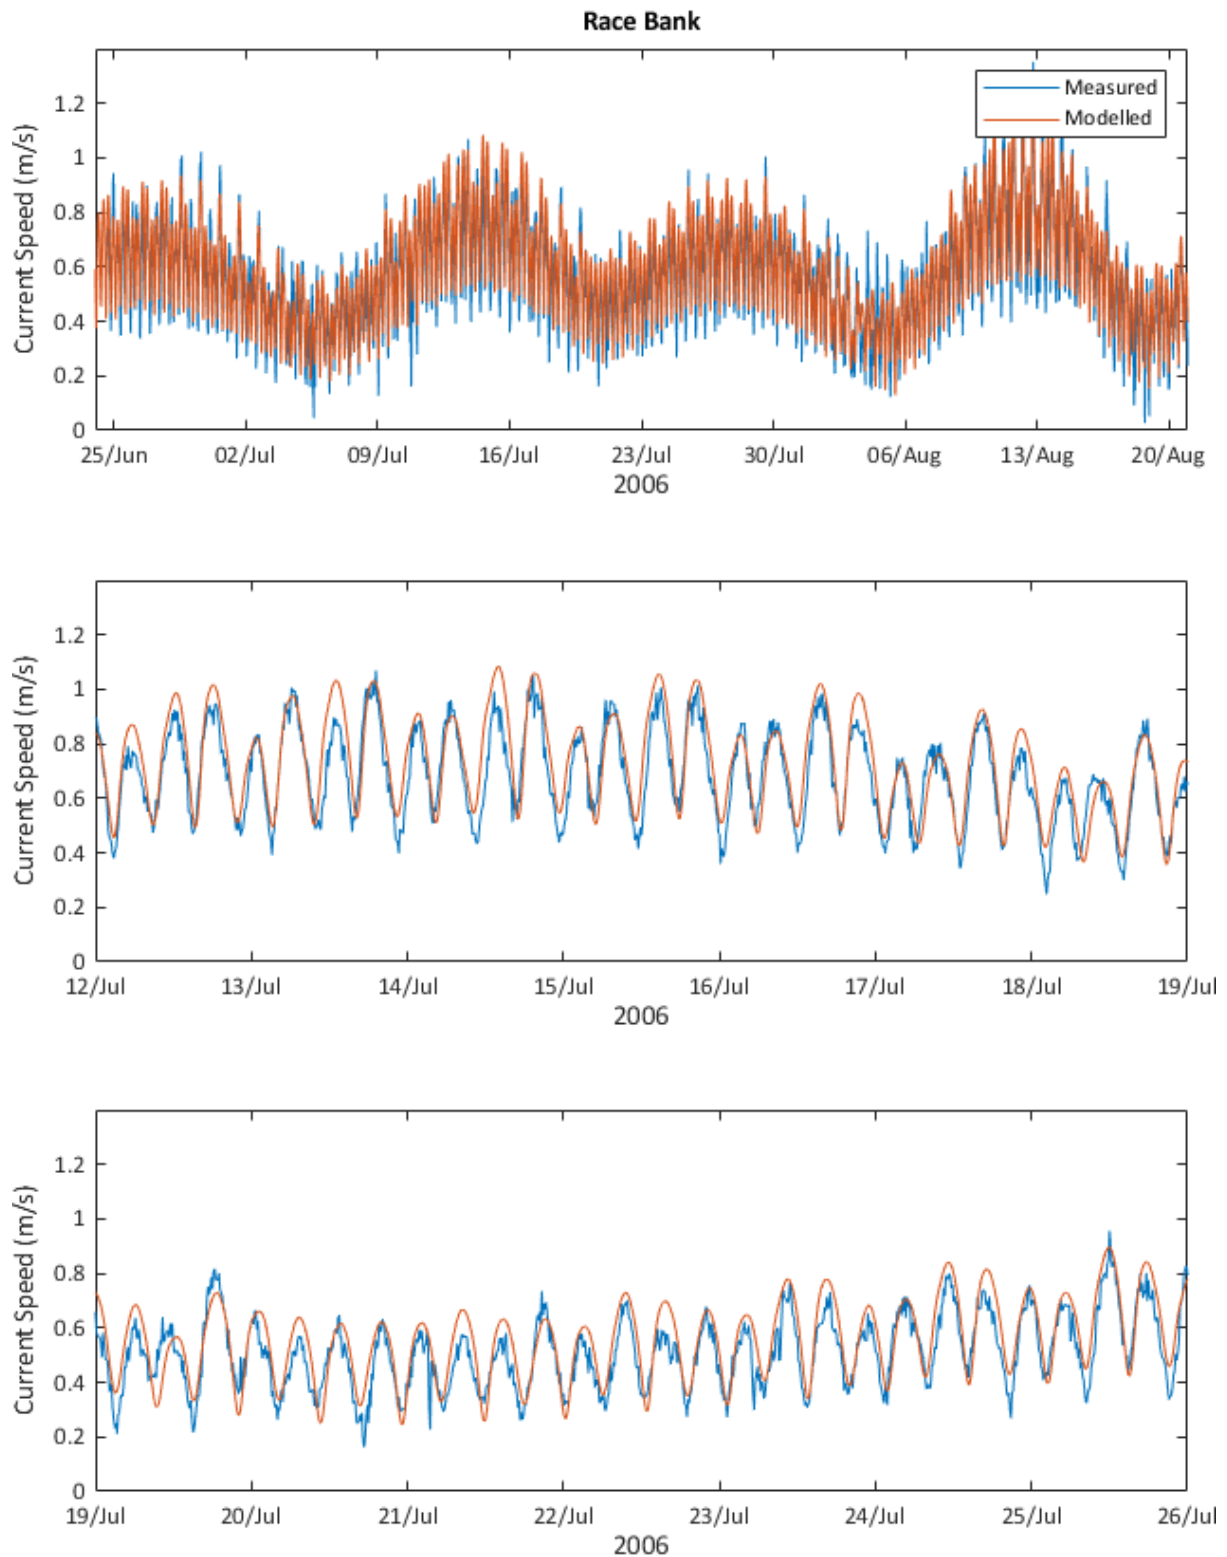 Race Bank
Current Speed (m/s)
1.2
1
0.8
0.6
0.4
0.2
0
Measured
Modelled
25/Jun 02/Jul 09/Jul 16/Jul 23/Jul 30/Jul 06/Aug 13/Aug 20/Aug
2006
Current Speed (m/s)
1.2
1
0.8
0.6
0.4
0.2
0
12/Jul 13/Jul 14/Jul 15/Jul 16/Jul 17/Jul 18/Jul 19/Jul
2006
Current Speed (m/s)
1.2
1
0.8
0.6
0.4
0.2
0
19/Jul 20/Jul 21/Jul 22/Jul 23/Jul 24/Jul 25/Jul 26/Jul
2006